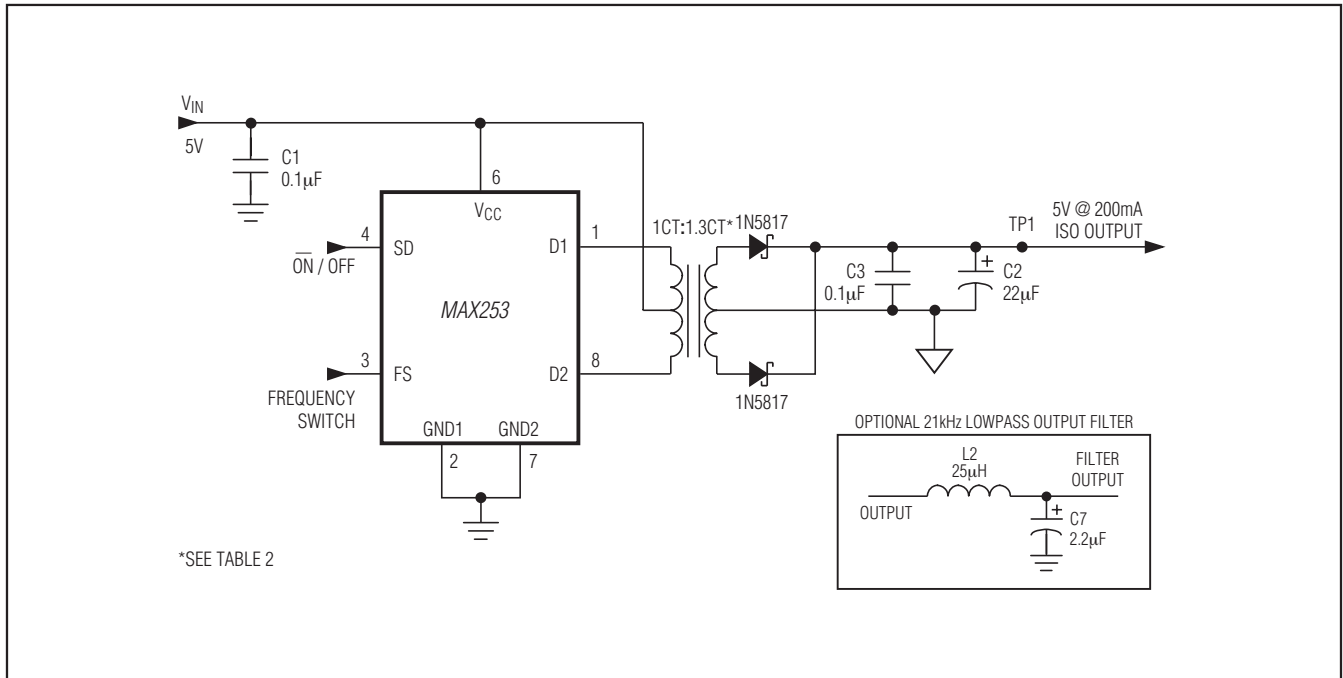 VIN
5V
C1
0.1µF
6
VCC
4
SD
ON / OFF
MAX253
3
FS
FREQUENCY
SWITCH
D1
1
D2
8
GND1
GND2
2
7
1CT:1.3CT*
1N5817
1N5817
C3
0.1µF
+
C2
22µF
TP1
5V @ 200mA
ISO OUTPUT
OPTIONAL 21kHz LOWPASS OUTPUT FILTER
L2
25µH
OUTPUT
FILTER
OUTPUT
+
C7
2.2µF
*SEE TABLE 2